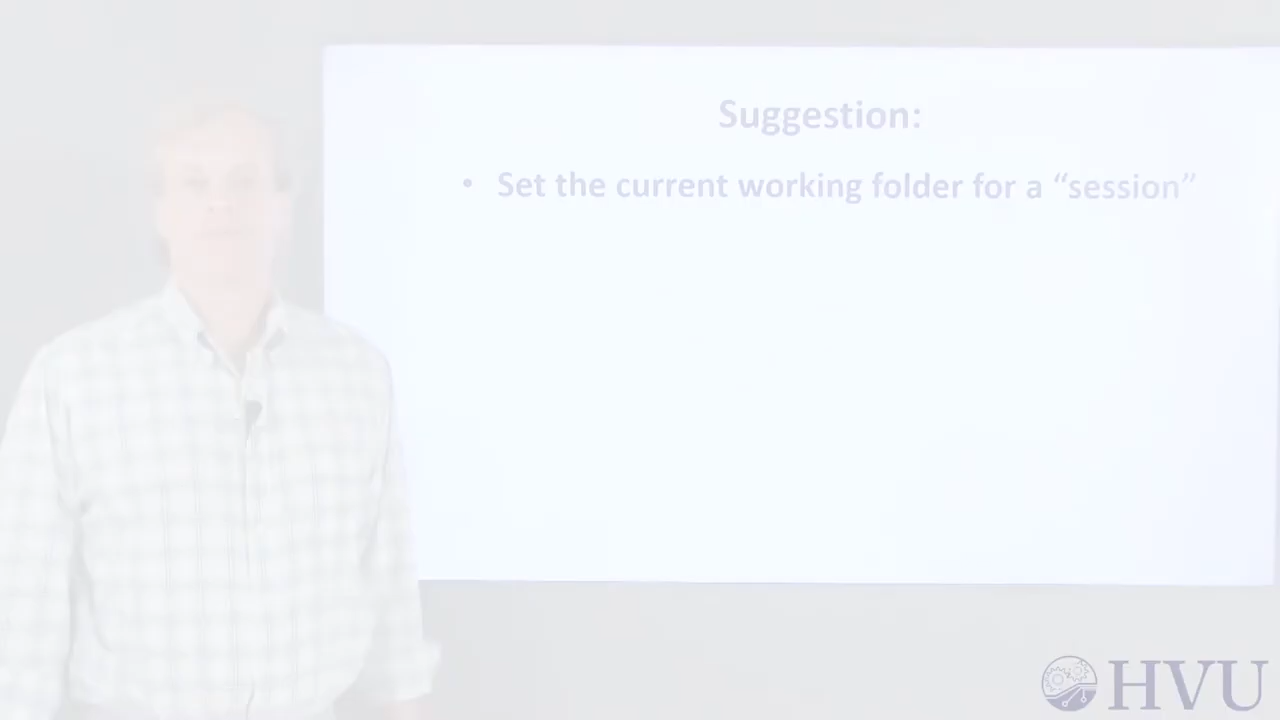 Suggestion:
• Set the current working folder for a “session”
HVU